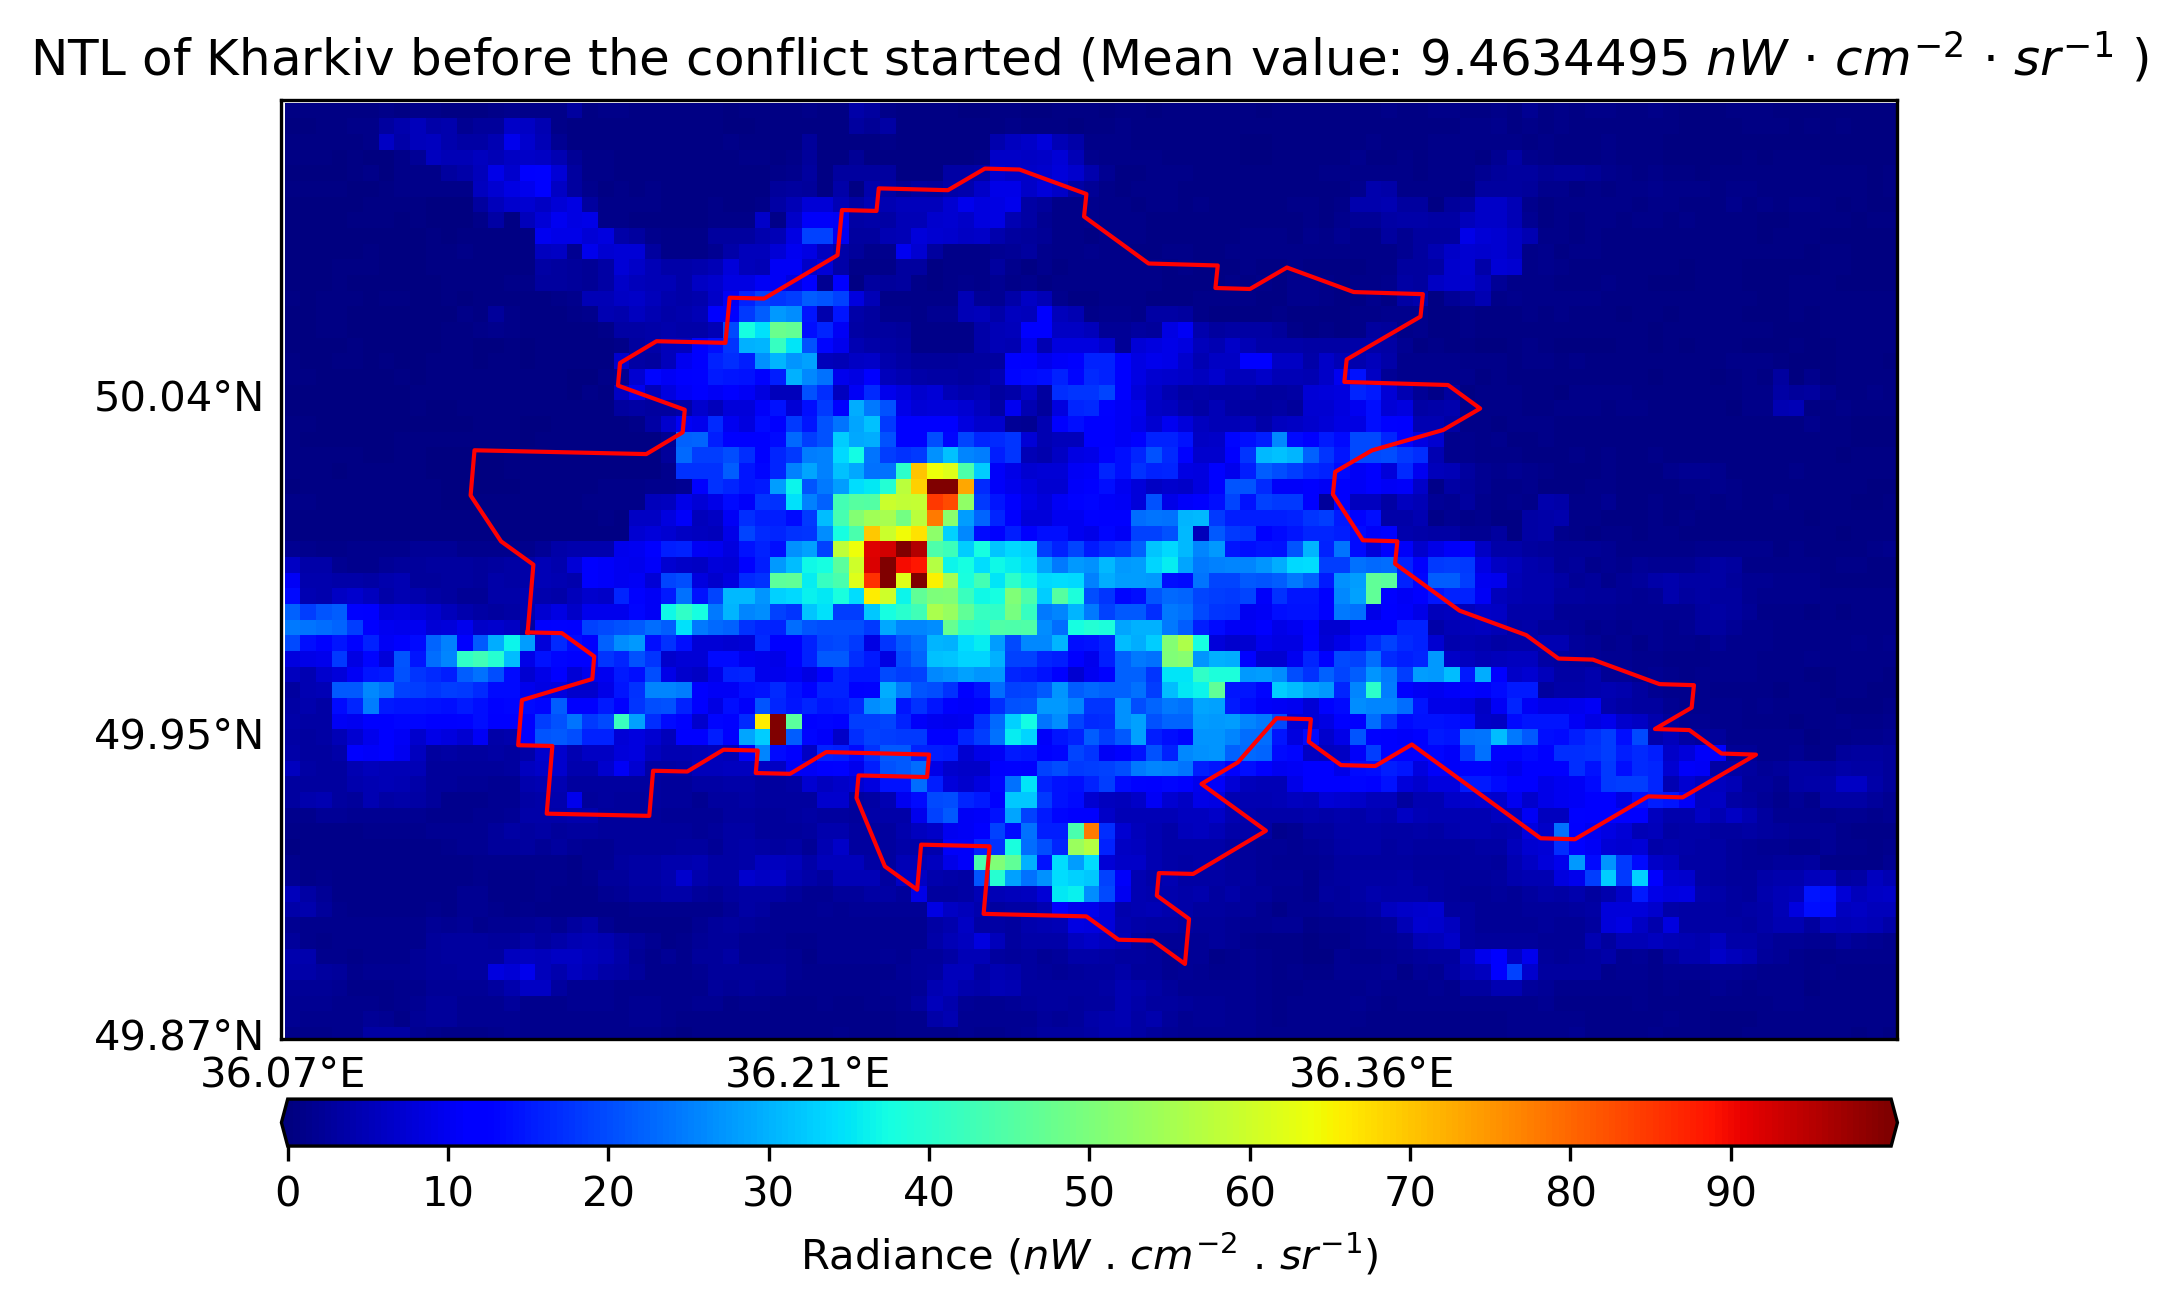 NTL of Kharkiv before the conflict started (Mean value: 9.4634495 nW · cm⁻² · sr⁻¹ )
50.04°N
49.95°N
49.87°N
36.07°E 36.21°E 36.36°E
0 10 20 30 40 50 60 70 80 90
Radiance (nW . cm⁻² . sr⁻¹)